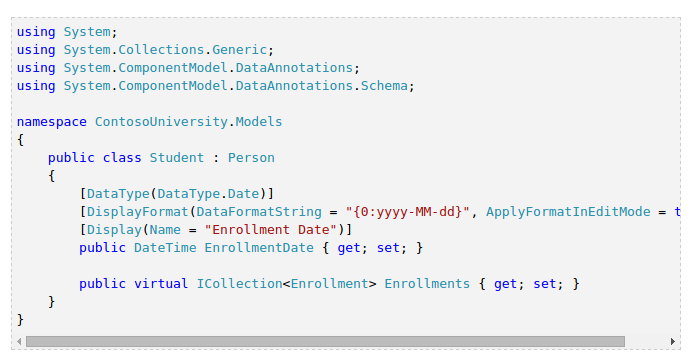 using System;
using System.Collections.Generic;
using System.ComponentModel.DataAnnotations;
using System.ComponentModel.DataAnnotations.Schema;

namespace ContosoUniversity.Models
{
    public class Student : Person
    {
        [DataType(DataType.Date)]
        [DisplayFormat(DataFormatString = "{0:yyyy-MM-dd}", ApplyFormatInEditMode = t
        [Display(Name = "Enrollment Date")]
        public DateTime EnrollmentDate { get; set; }

        public virtual ICollection<Enrollment> Enrollments { get; set; }
    }
}